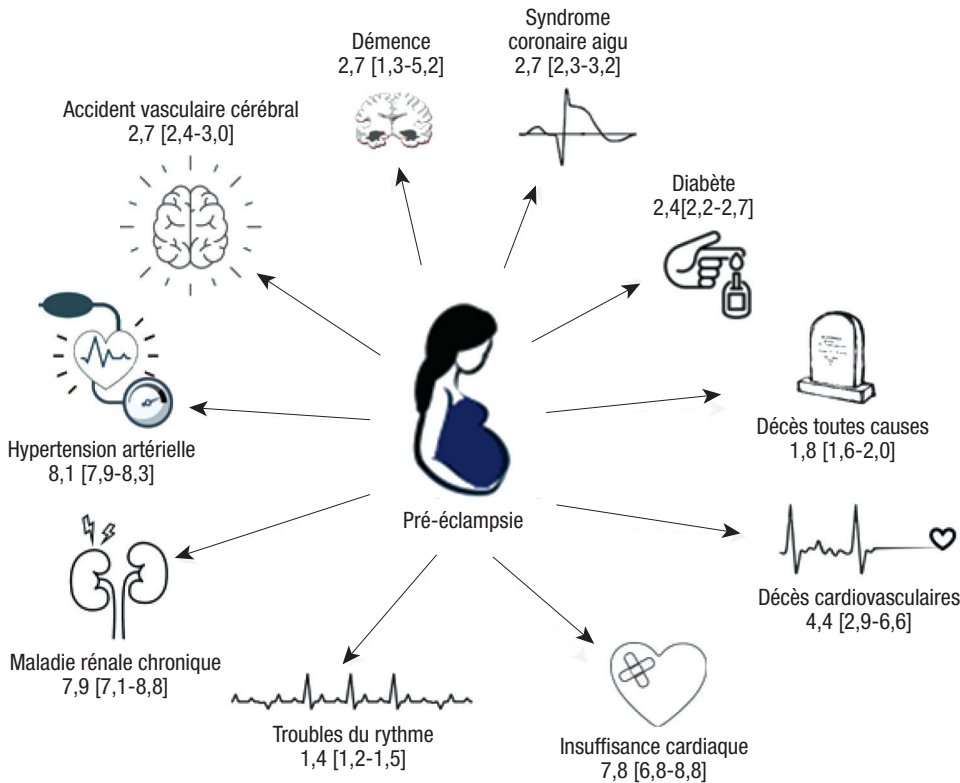 Syndrome
coronaire aigu
2,7 [2,3-3,2]
Démence
2,7 [1,3-5,2]
Accident vasculaire cérébral
2,7 [2,4-3,0]
Diabète
2,4[2,2-2,7]
Hypertension artérielle
8,1 [7,9-8,3]
Décès toutes causes
1,8 [1,6-2,0]
Pré-éclampsie
Décès cardiovasculaires
4,4 [2,9-6,6]
Maladie rénale chronique
7,9 [7,1-8,8]
Troubles du rythme
1,4 [1,2-1,5]
Insuffisance cardiaque
7,8 [6,8-8,8]